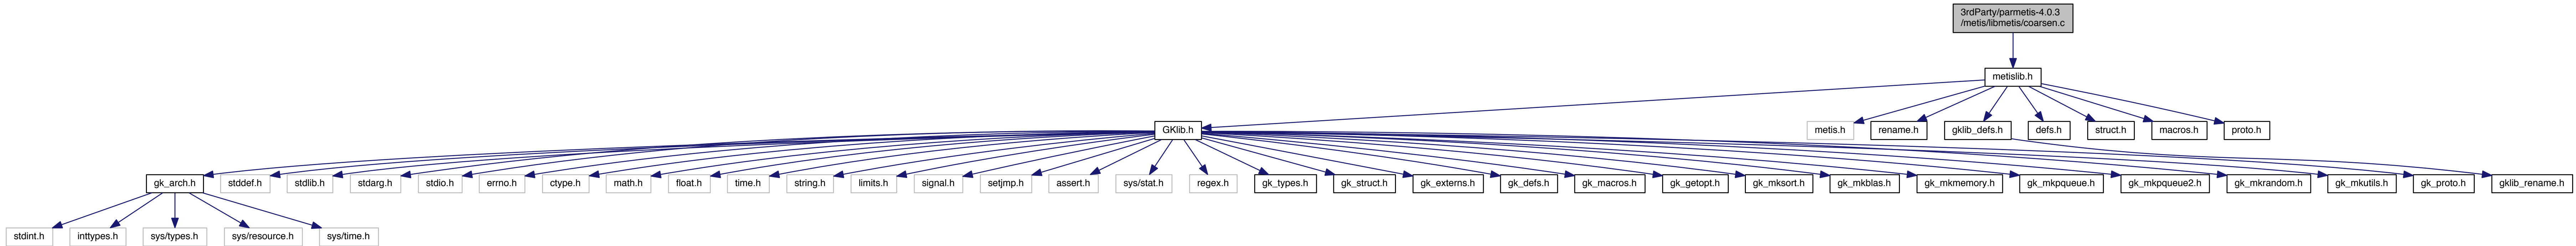 3rdParty/parmetis-4.0.3
/metis/libmetis/coarsen.c
metislib.h
GKlib.h
metis.h
rename.h
gklib_defs.h
defs.h
struct.h
macros.h
proto.h
gk_arch.h
stddef.h
stdlib.h
stdarg.h
stdio.h
errno.h
ctype.h
math.h
float.h
time.h
string.h
limits.h
signal.h
setjmp.h
assert.h
sys/stat.h
regex.h
gk_types.h
gk_struct.h
gk_externs.h
gk_defs.h
gk_macros.h
gk_getopt.h
gk_mksort.h
gk_mkblas.h
gk_mkmemory.h
gk_mkpqueue.h
gk_mkpqueue2.h
gk_mkrandom.h
gk_mkutils.h
gk_proto.h
gklib_rename.h
stdint.h
inttypes.h
sys/types.h
sys/resource.h
sys/time.h